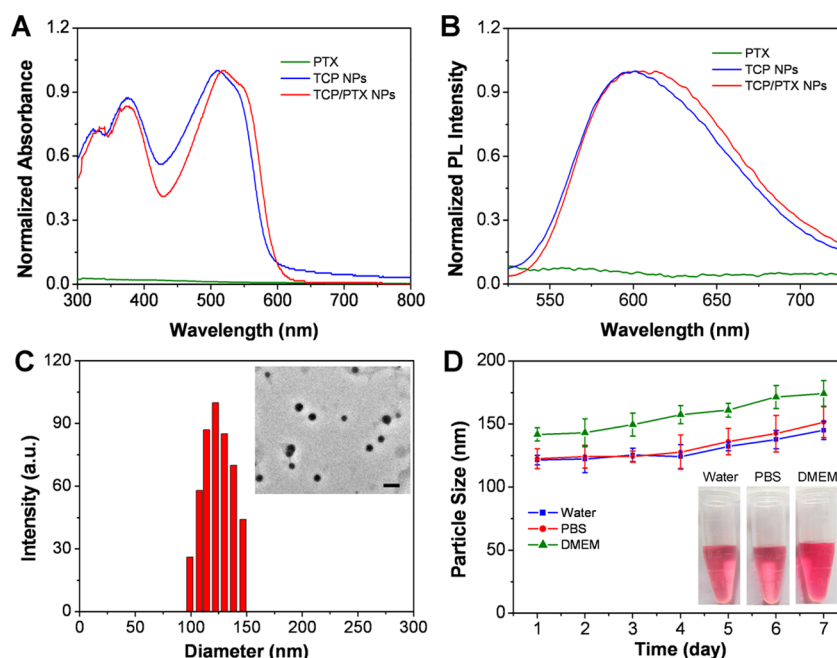 A
Normalized Absorbance
1.2
0.9
0.6
0.3
0.0
300 400 500 600 700 800
Wavelength (nm)
PTX
TCP NPs
TCP/PTX NPs
B
Normalized PL Intensity
1.2
0.9
0.6
0.3
0.0
550 600 650 700
Wavelength (nm)
PTX
TCP NPs
TCP/PTX NPs
C
Intensity (a.u.)
120
90
60
30
0
0 50 100 150 200 250 300
Diameter (nm)
D
Particle Size (nm)
200
150
100
50
0
1 2 3 4 5 6 7
Time (day)
Water
PBS
DMEM
Water PBS DMEM